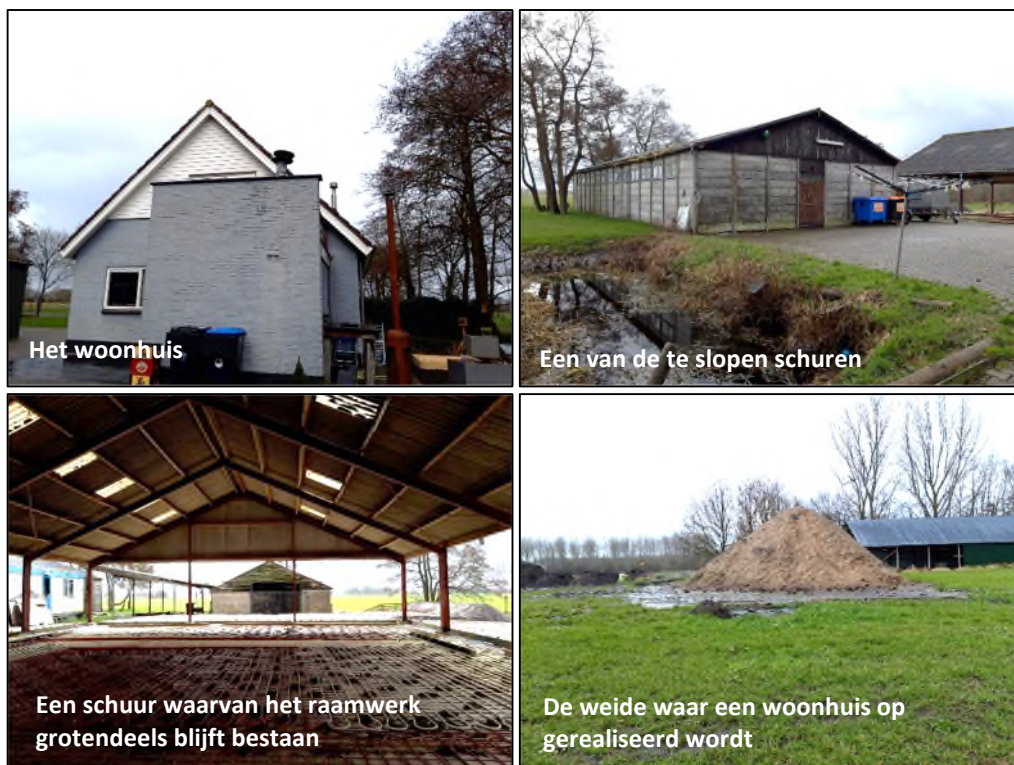 Het woonhuis
Een van de te slopen schuren
Een schuur waarvan het raamwerk
grotendeels blijft bestaan
De weide waar een woonhuis op
gerealiseerd wordt